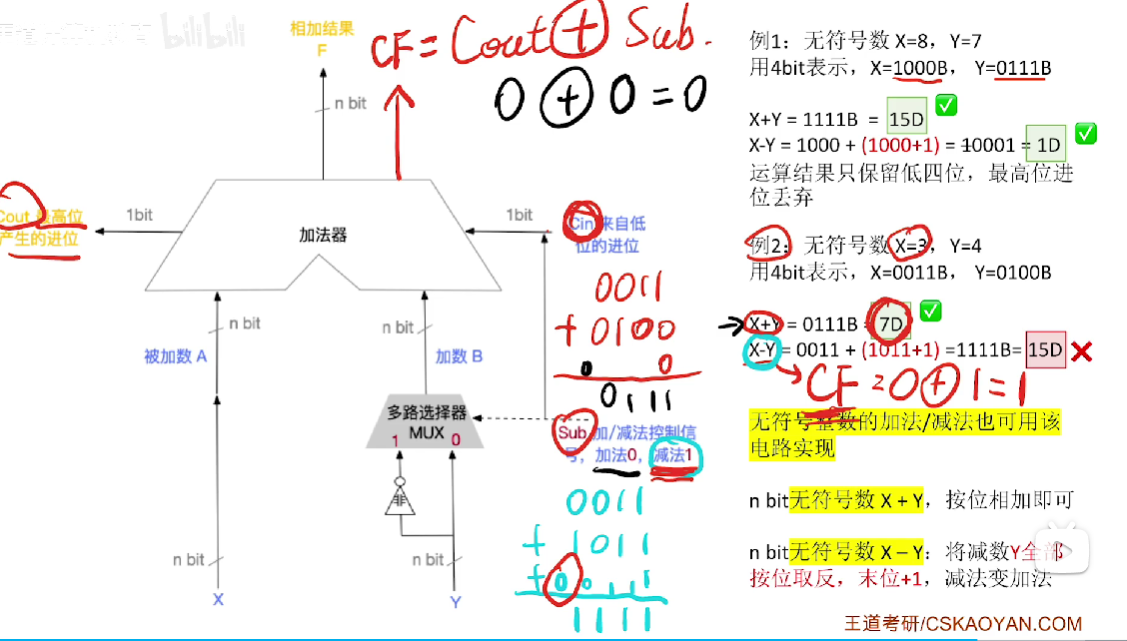 bilibili
相加结果
F
CF = Cout ⊕ Sub.
0 ⊕ 0 = 0
n bit
Cout 最高位
产生的进位
1bit
加法器
1bit
Cin 来自低
位的进位
n bit
被加数 A
n bit
加数 B
0011
+ 0100
0 0
0111
多路选择器
MUX
1
0
Sub 加/减法控制信
号，加法0，减法1
非
0011
+ 1011
+ 0 0 1 1 1
1111
n bit
X
n bit
Y
例1：无符号数 X=8，Y=7
用4bit表示，X=1000B， Y=0111B
X+Y = 1111B = 15D
X-Y = 1000 + (1000+1) = 10001 = 1D
运算结果只保留低四位，最高位进
位丢弃
例2：无符号数 X=3，Y=4
用4bit表示，X=0011B， Y=0100B
X+Y = 0111B = 7D
X-Y = 0011 + (1011+1) =1111B= 15D
CF = 0 ⊕ 1 = 1
无符号整数的加法/减法也可用该
电路实现
n bit无符号数 X + Y，按位相加即可
n bit无符号数 X – Y：将减数Y全部
按位取反，末位+1，减法变加法
王道考研/CSKAOYAN.COM